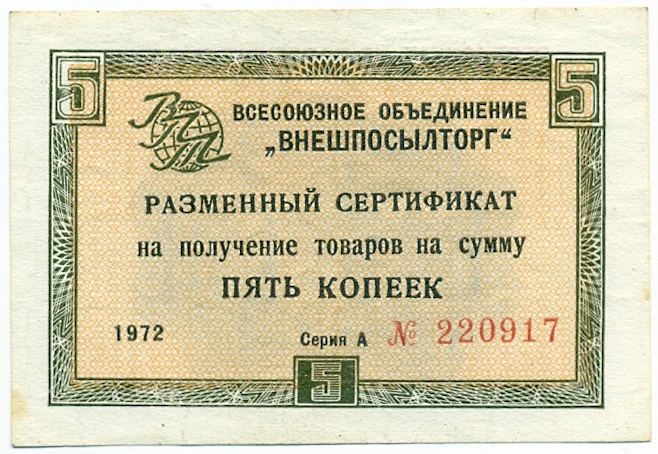 5 5
ВПТ
ВСЕСОЮЗНОЕ ОБЪЕДИНЕНИЕ
„ВНЕШПОСЫЛТОРГ“
РАЗМЕННЫЙ СЕРТИФИКАТ
на получение товаров на сумму
ПЯТЬ КОПЕЕК
1972 Серия А № 220917
5